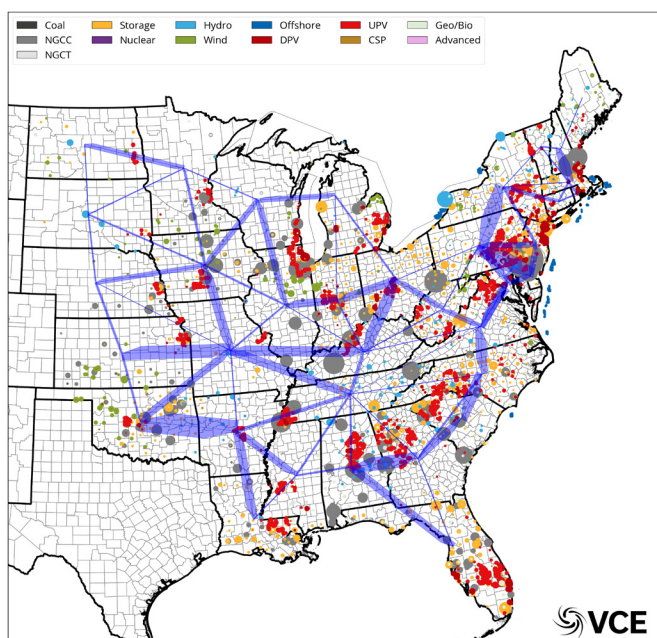 Coal Storage Hydro Offshore UPV Geo/Bio
NGCC Nuclear Wind DPV CSP Advanced
NGCT
VCE